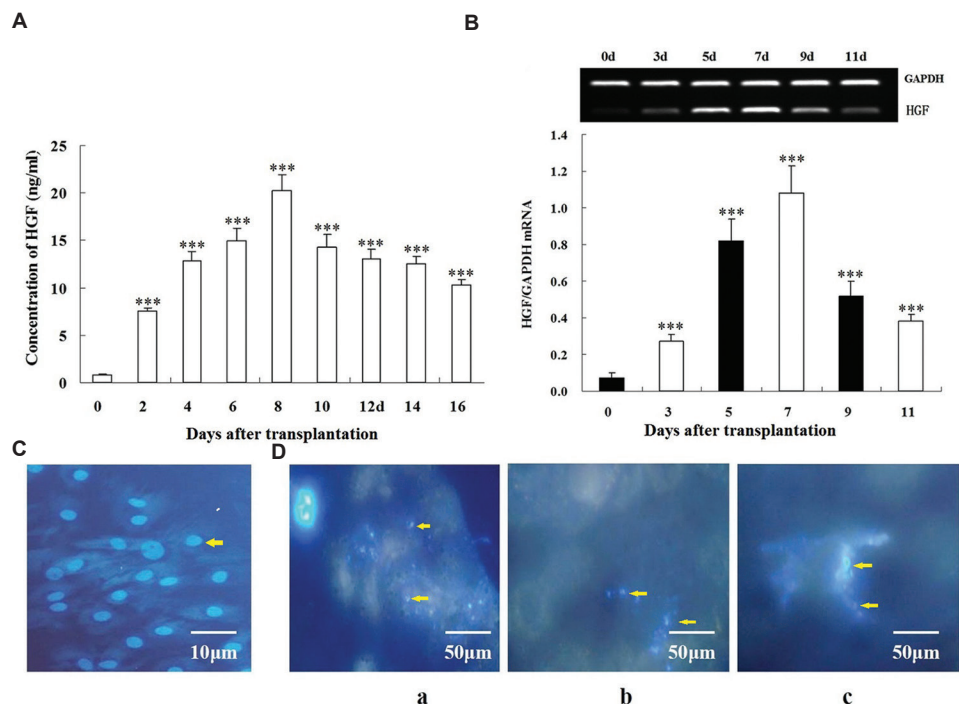 A
B
0d 3d 5d 7d 9d 11d
GAPDH
HGF
Concentration of HGF (ng/ml)
25
20
15
10
5
0
***
***
***
***
***
***
***
***
0 2 4 6 8 10 12d 14 16
Days after transplantation
HGF/GAPDH mRNA
1.4
1.2
1.0
0.8
0.6
0.4
0.2
0.0
***
***
***
***
***
0 3 5 7 9 11
Days after transplantation
C
D
10μm
50μm
50μm
50μm
a
b
c